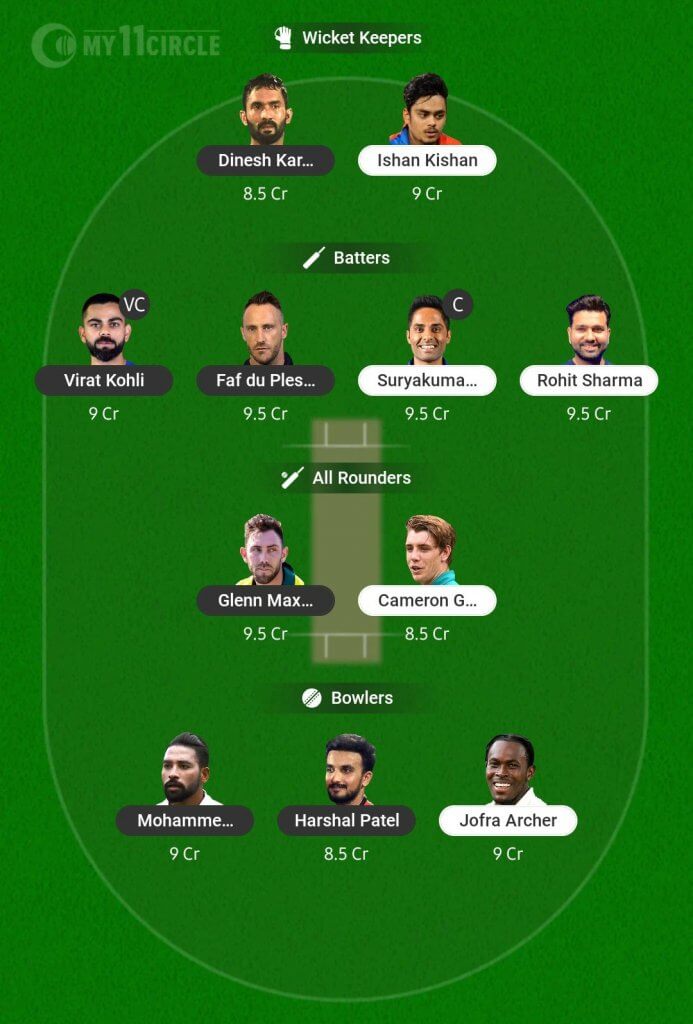 MY11CIRCLE
Wicket Keepers
Dinesh Kar...
Ishan Kishan
8.5 Cr
9 Cr
Batters
VC
C
Virat Kohli
Faf du Ples...
Suryakuma...
Rohit Sharma
9 Cr
9.5 Cr
9.5 Cr
9.5 Cr
All Rounders
Glenn Max...
Cameron G...
9.5 Cr
8.5 Cr
Bowlers
Mohamme...
Harshal Patel
Jofra Archer
9 Cr
8.5 Cr
9 Cr